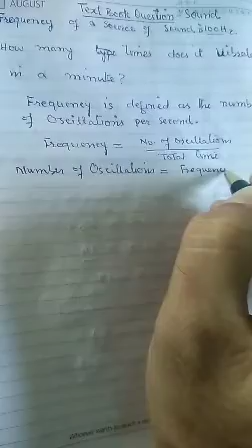 AUGUST
Text Book Question - Sound
Frequency of a source of Sound is 100Hz.
How many times does it vibrate
in a minute?
Frequency is defined as the number
of Oscillations per second.
Frequency = No. of oscillations
Total time
Number of Oscillations = Frequency